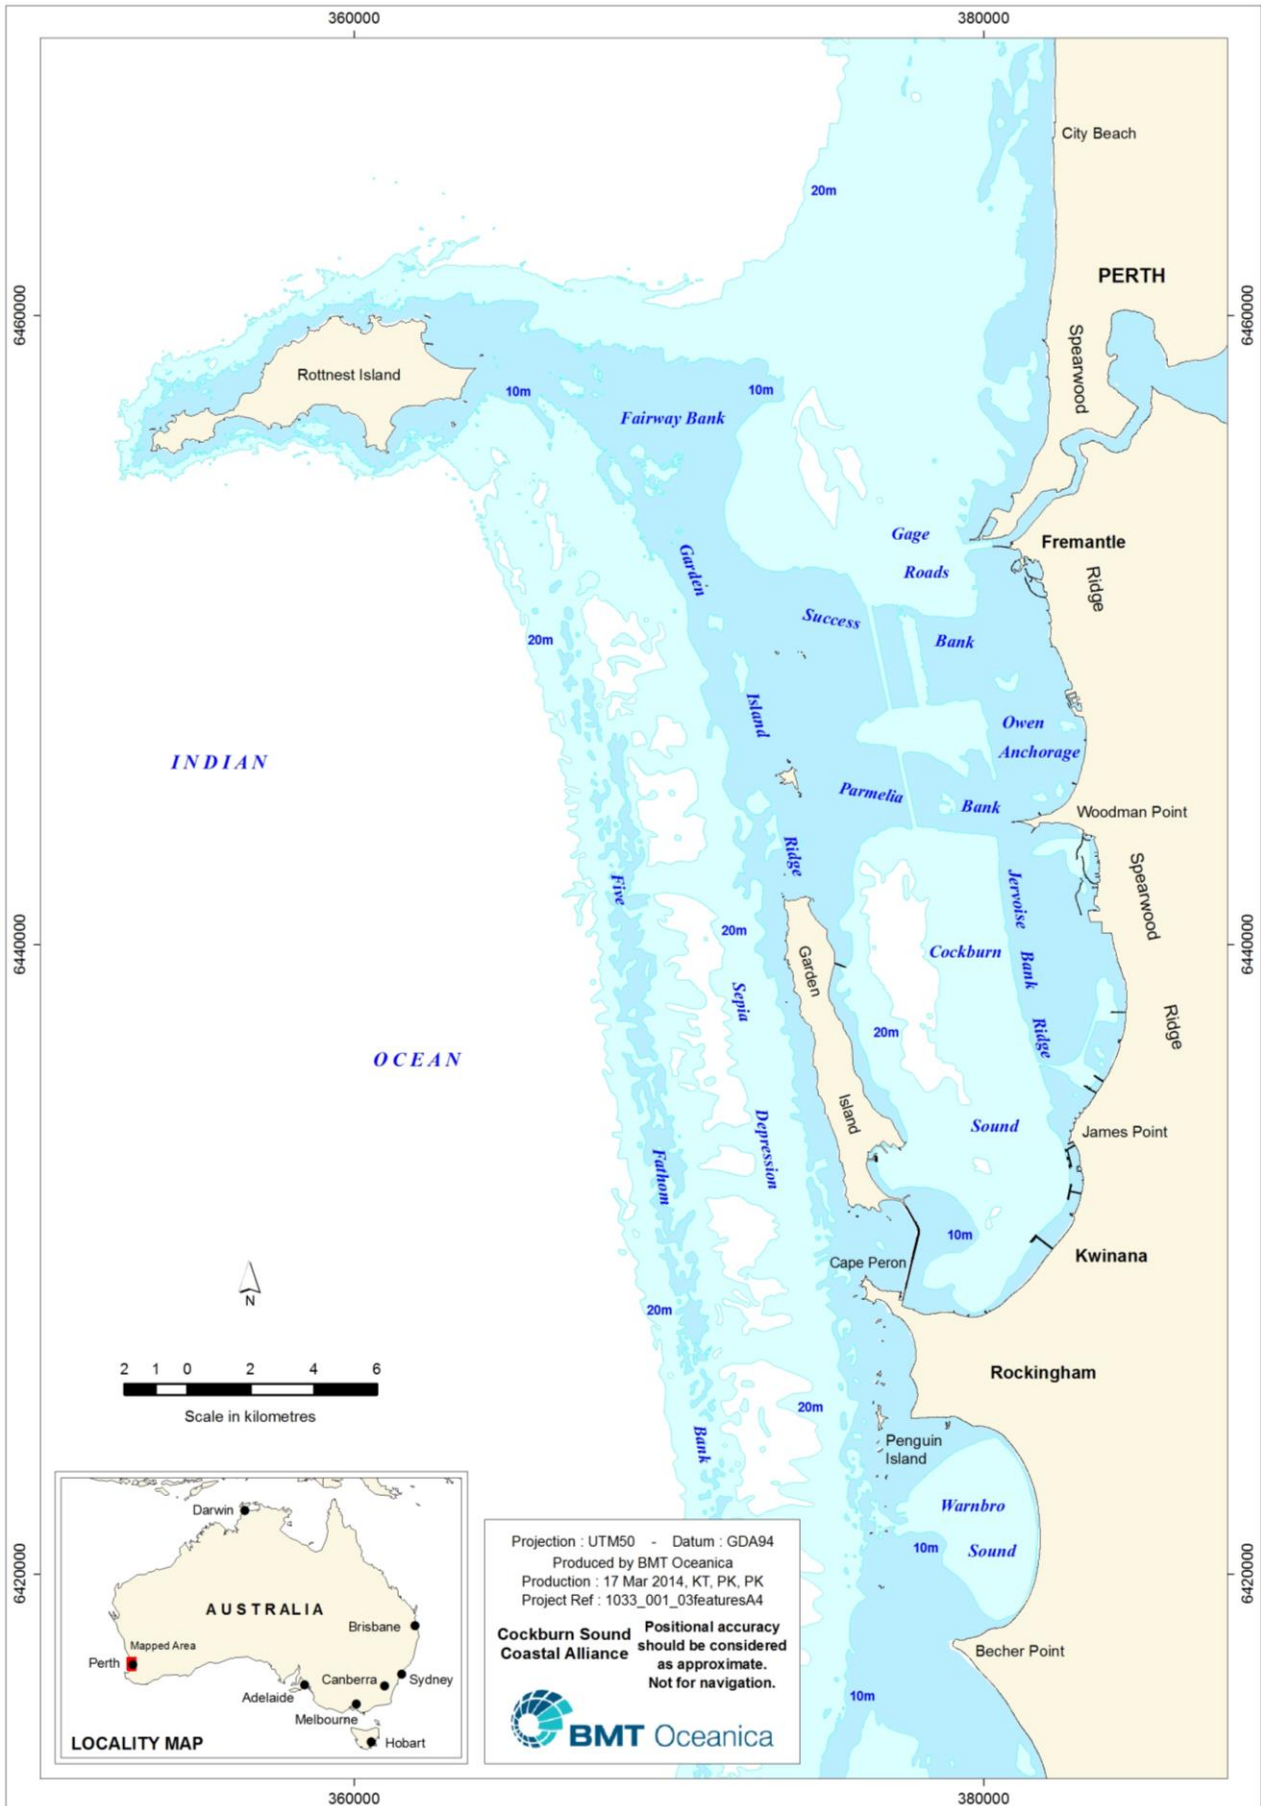 360000
380000
City Beach
20m
PERTH
6460000
6460000
Spearwood
Rottnest Island
10m
10m
Fairway Bank
Gage
Roads
Fremantle
Ridge
Garden
Success
Bank
20m
Island
Owen
Anchorage
INDIAN
Parmelia
Bank
Woodman Point
Ridge
Spearwood
Five
Jervoise
20m
6440000
6440000
Cockburn
Garden
Bank
Sepia
Ridge
Ridge
20m
OCEAN
Island
Sound
James Point
Depression
Fathom
10m
Kwinana
Cape Peron
N
20m
2 1 0 2 4 6
Scale in kilometres
Rockingham
20m
Bank
Penguin
Island
Warnbro
Sound
10m
6420000
6420000
Becher Point
10m
Darwin
AUSTRALIA
Brisbane
Mapped Area
Perth
Canberra
Sydney
Adelaide
Melbourne
Hobart
LOCALITY MAP
Projection : UTM50 - Datum : GDA94
Produced by BMT Oceanica
Production : 17 Mar 2014, KT, PK, PK
Project Ref : 1033_001_03featuresA4
Cockburn Sound
Coastal Alliance
Positional accuracy
should be considered
as approximate.
Not for navigation.
BMT Oceanica
360000
380000